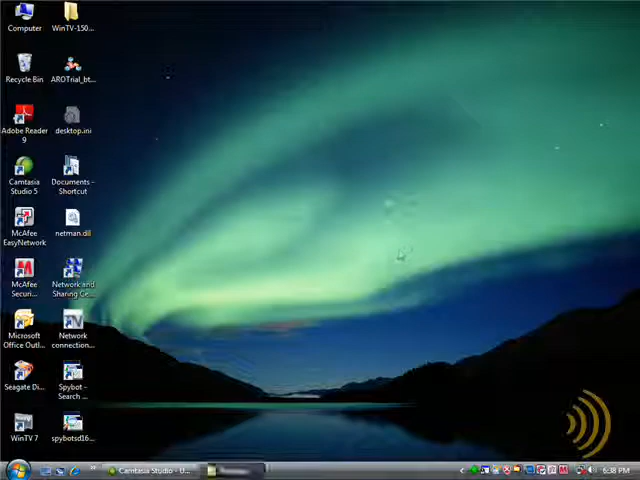 Computer
WinTV-150...
Recycle Bin
AROTrial_bt...
Adobe Reader
9
desktop.ini
Camtasia
Studio 5
Documents -
Shortcut
McAfee
EasyNetwork
netman.dll
McAfee
Securi...
Network and
Sharing Ce...
Microsoft
Office Outl...
Network
connection...
Seagate Di...
Spybot -
Search ...
WinTV 7
spybotsd16...
Camtasia Studio - U...
6:38 PM